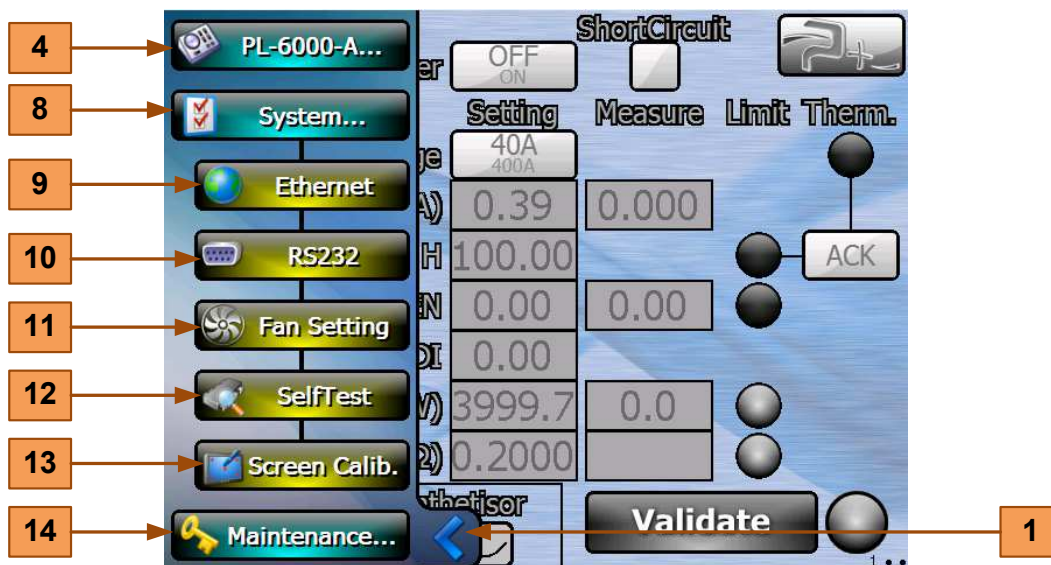 4
PL-6000-A...
8
System...
9
Ethernet
10
RS232
11
Fan Setting
12
SelfTest
13
Screen Calib.
14
Maintenance...
1
ShortCircuit
er
OFF
ON
Setting Measure Limit Therm.
ge
40A
400A
A) 0.39 0.000
H 100.00 ACK
EN 0.00 0.00
DI 0.00
V) 3999.7 0.0
2) 0.2000
thetisor
Validate